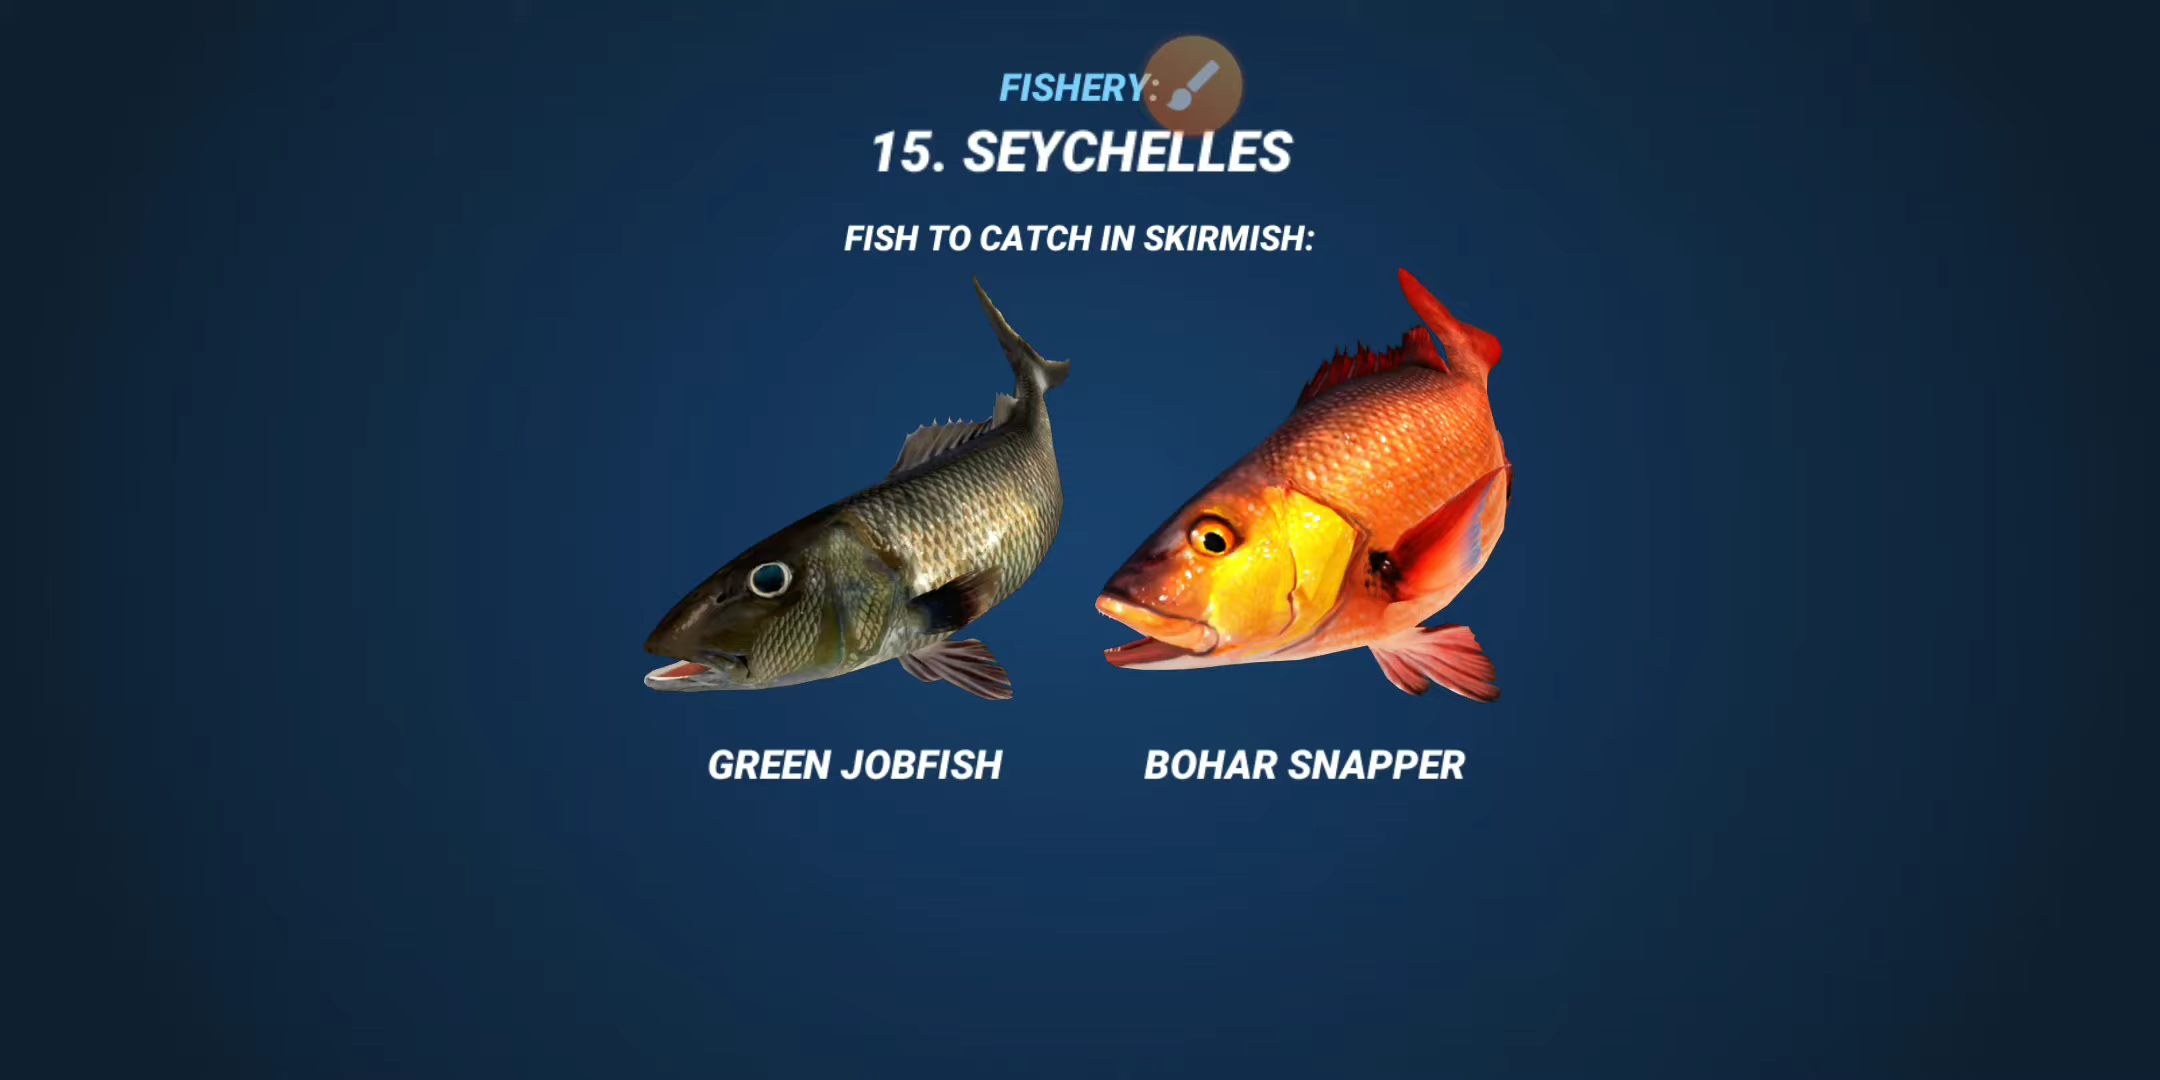 FISHERY:
15. SEYCHELLES
FISH TO CATCH IN SKIRMISH:
GREEN JOBFISH
BOHAR SNAPPER